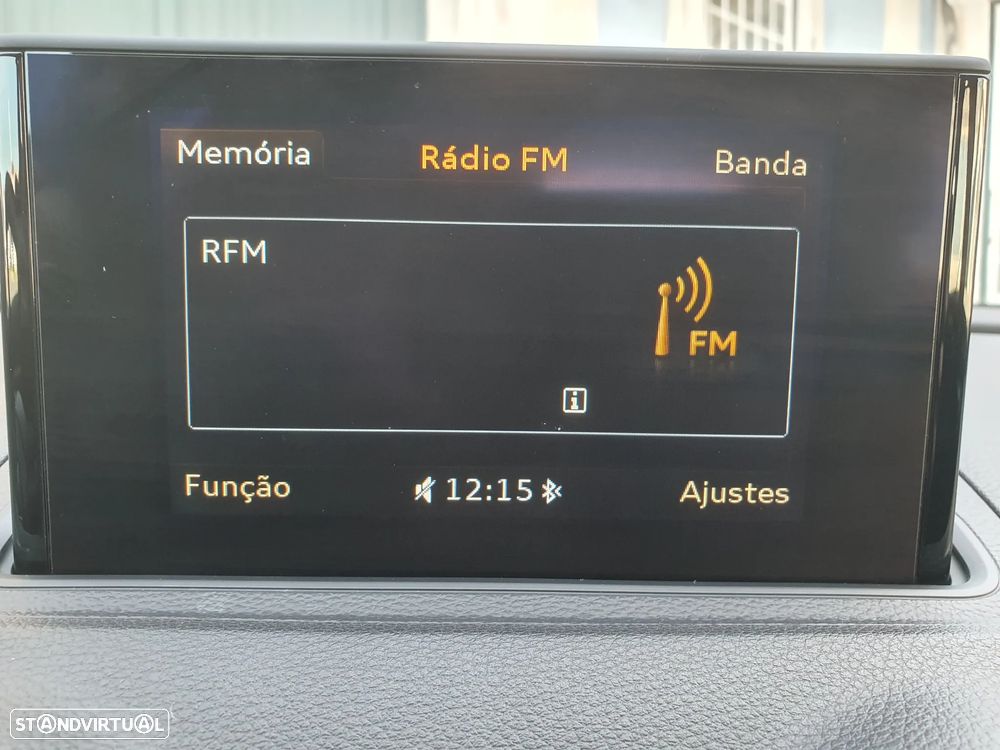 Memória Rádio FM Banda
RFM
FM
i
Função 12:15 Ajustes
STANDVIRTUAL